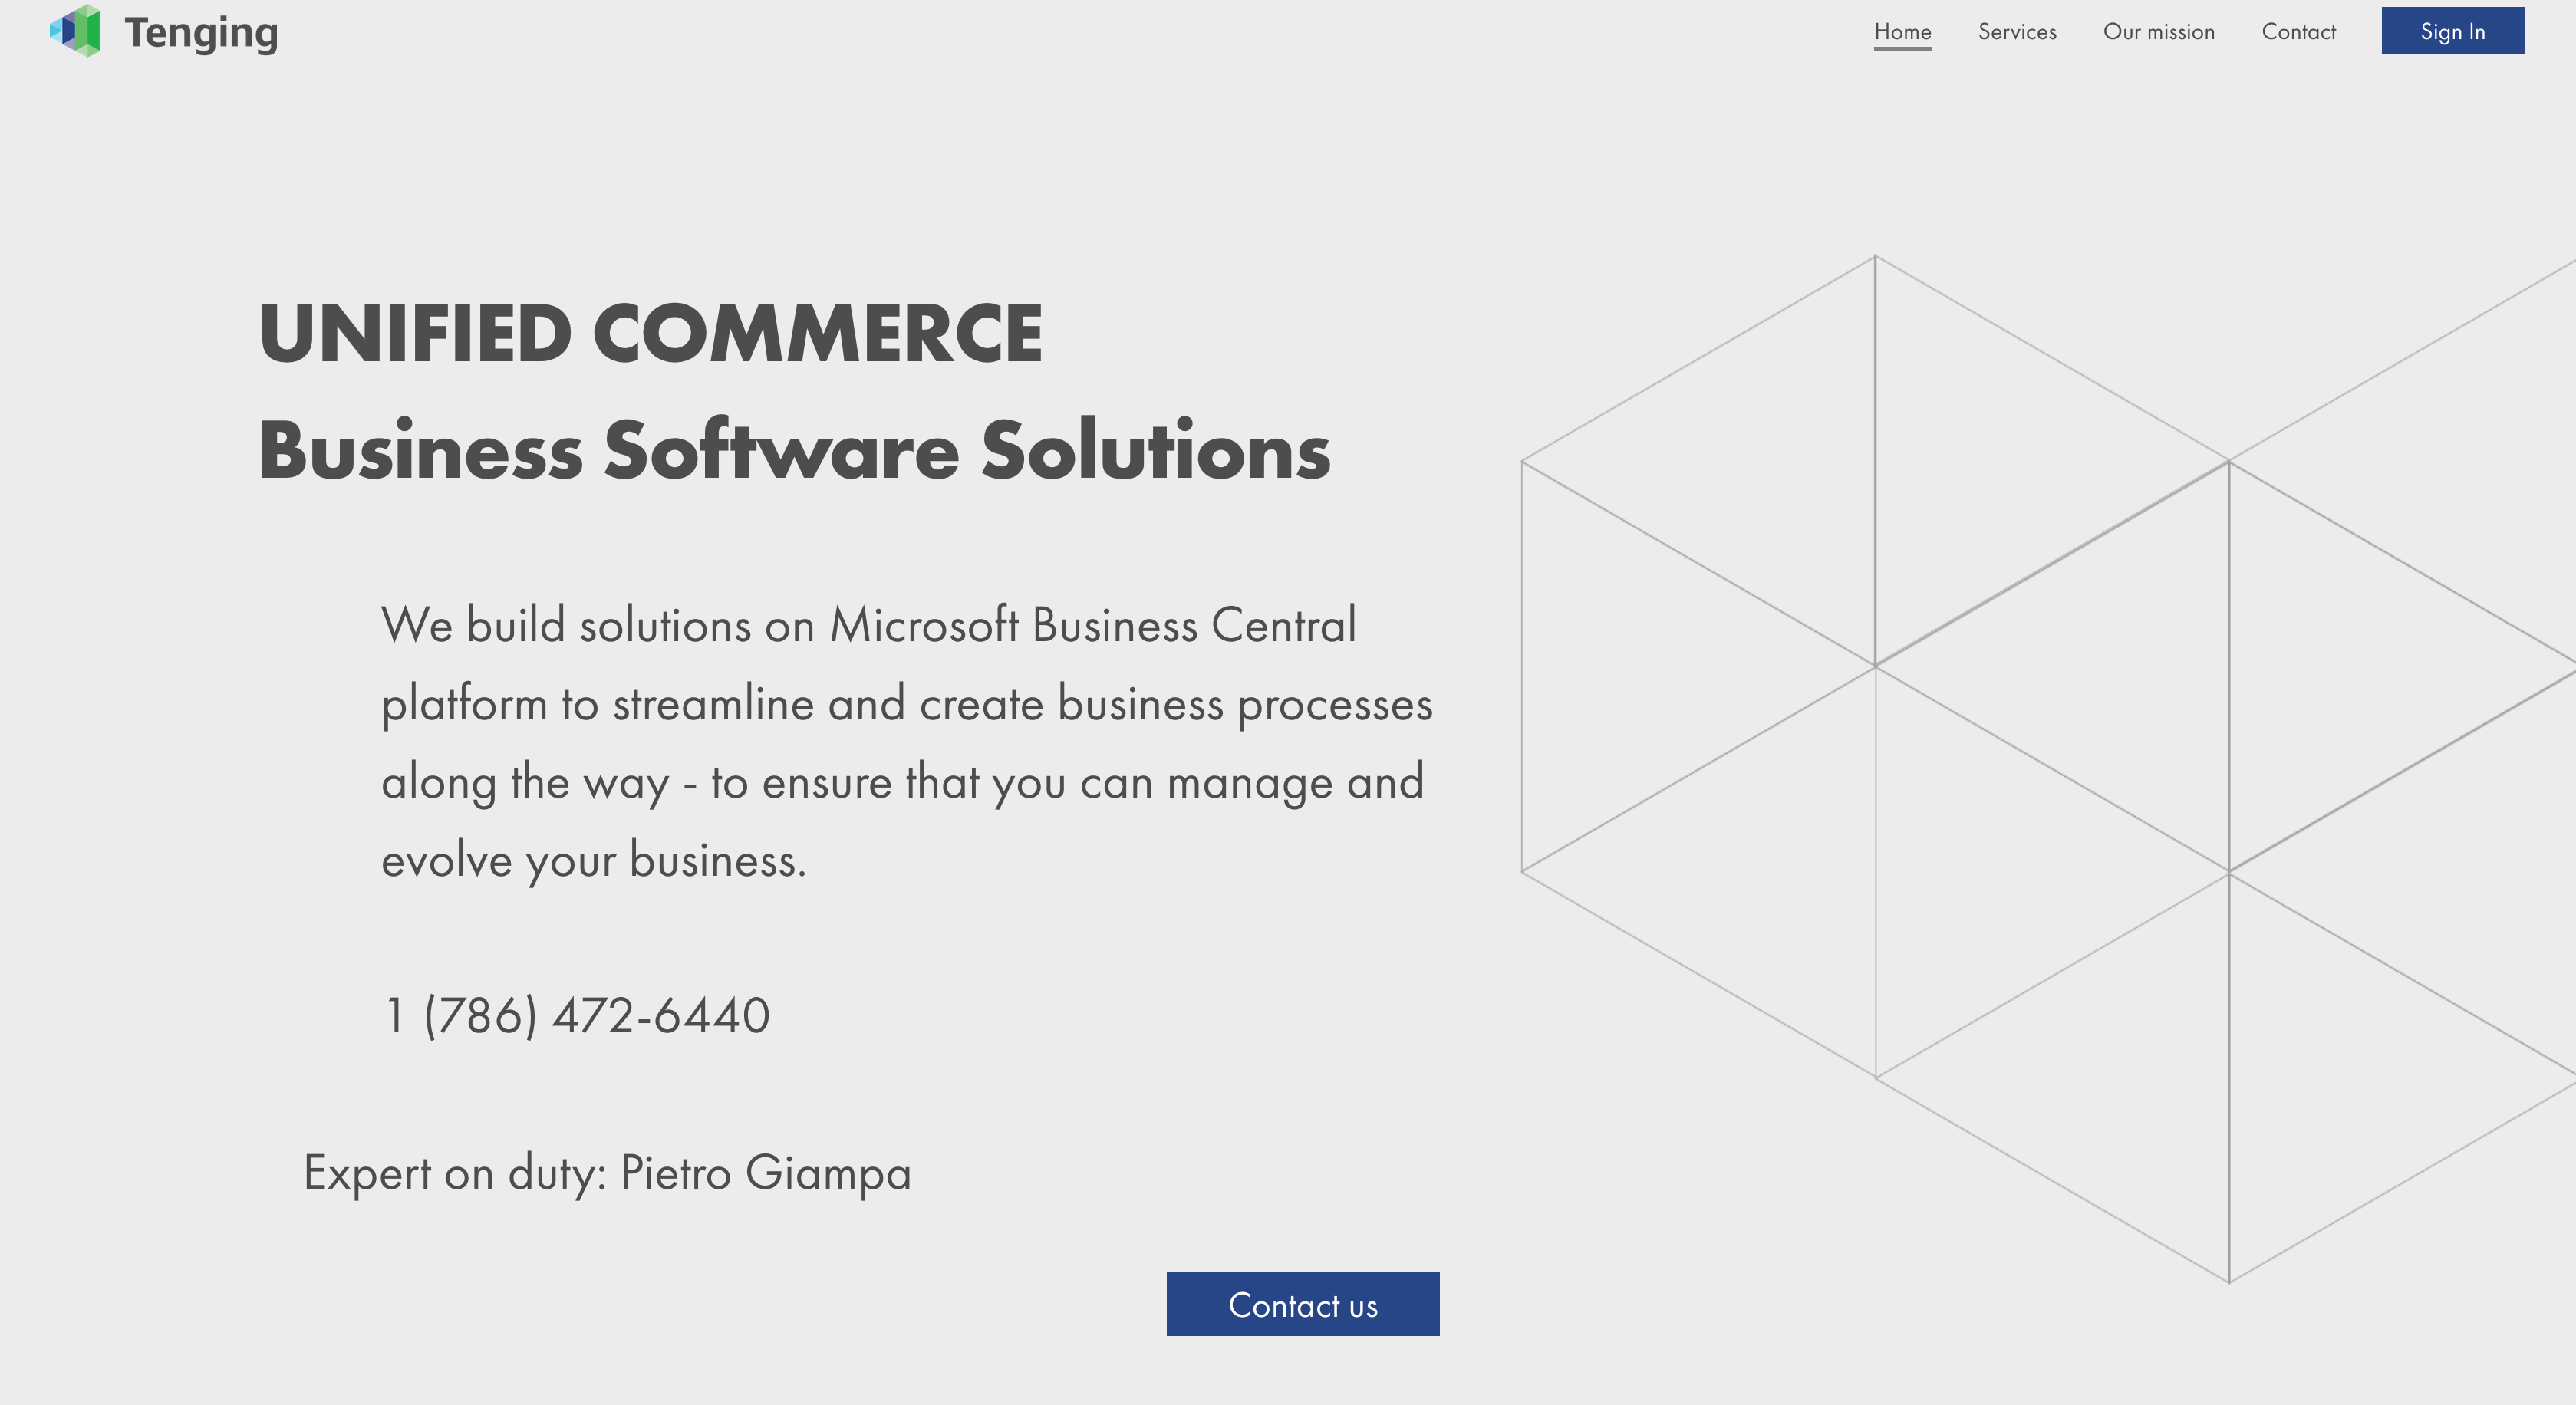 Tenging
Home
Services
Our mission
Contact
Sign In
UNIFIED COMMERCE
Business Software Solutions
We build solutions on Microsoft Business Central
platform to streamline and create business processes
along the way - to ensure that you can manage and
evolve your business.
1 (786) 472-6440
Expert on duty: Pietro Giampa
Contact us